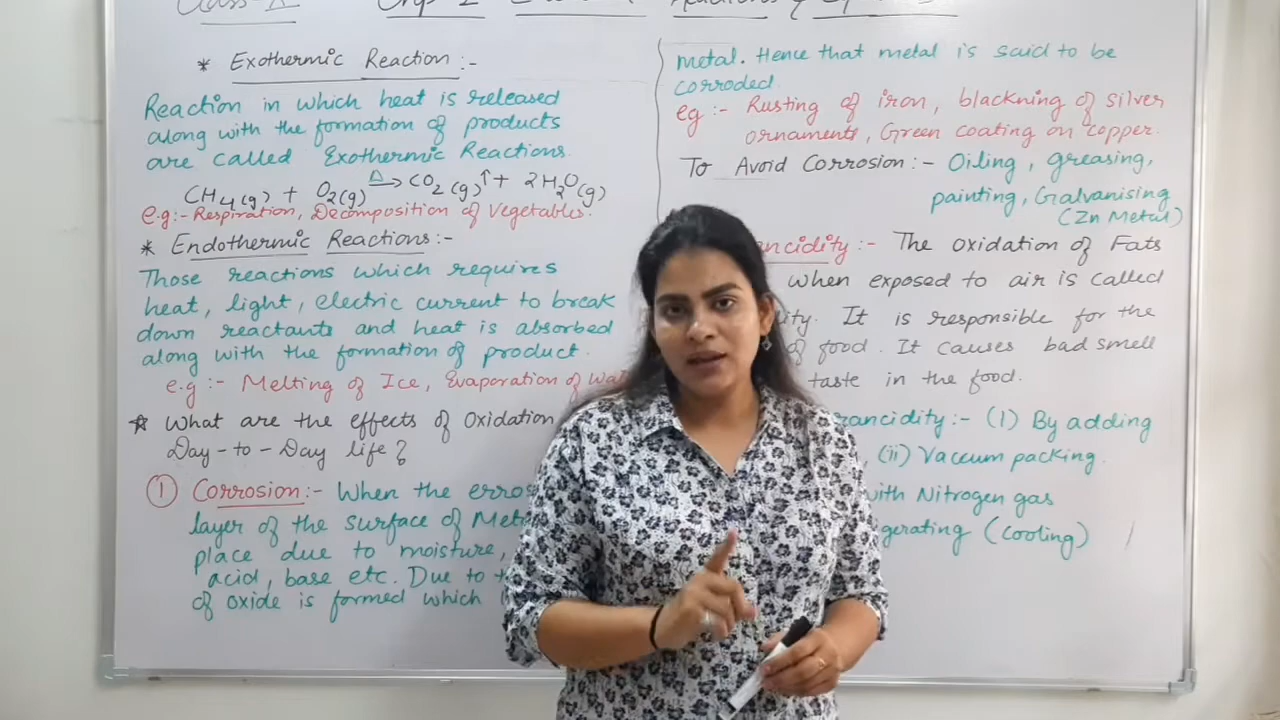 Class-X
* Exothermic Reaction :-
Reaction in which heat is released
along with the formation of products
are called Exothermic Reactions.
CH4(g) + O2(g) Δ→ CO2(g)↑ + 2H2O(g)
e.g:- Respiration, Decomposition of Vegetables.
* Endothermic Reactions:-
Those reactions which requires
heat, light, electric current to break
down reactants and heat is absorbed
along with the formation of product.
e.g :- Melting of Ice, Evaporation of
☆ What are the effects of Oxidation
Day-to-Day life?
① Corrosion:- When the
layer of the surface of
place due to moisture,
acid, base etc. Due to
of oxide is formed which
metal. Hence that metal is said to be
corroded.
eg :- Rusting of iron, blackning of silver
ornaments, Green coating on copper.
To Avoid Corrosion :- Oiling, greasing,
painting, Galvanising
(Zn Metal)
:- The oxidation of Fats
when exposed to air is called
It is responsible for the
of food. It causes bad smell
taste in the food.
rancidity :- (i) By adding
, (ii) Vaccum packing.
with Nitrogen gas
(cooling)